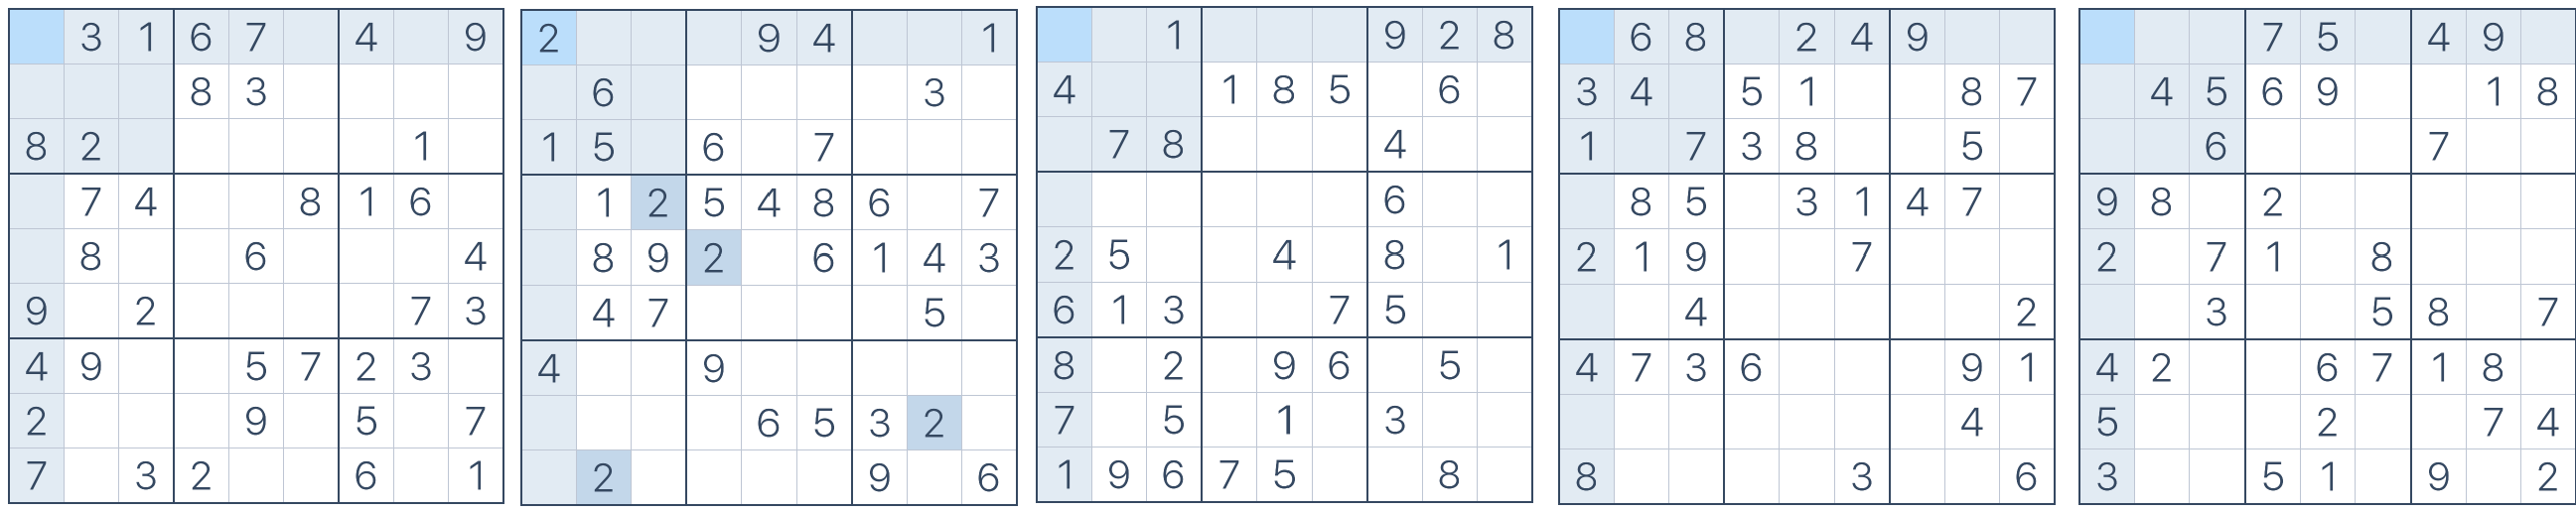 3 1 6 7 4 9
8 3
8 2 1
7 4 8 1 6
8 6 4
9 2 7 3
4 9 5 7 2 3
2 9 5 7
7 3 2 6 1
2 9 4 1
6 3
1 5 6 7
1 2 5 4 8 6 7
8 9 2 6 1 4 3
4 7 5
4 9
6 5 3 2
2 9 6
1 9 2 8
4 1 8 5 6
7 8 4
6
2 5 4 8 1
6 1 3 7 5
8 2 9 6 5
7 5 1 3
1 9 6 7 5 8
6 8 2 4 9
3 4 5 1 8 7
1 7 3 8 5
8 5 3 1 4 7
2 1 9 7
4 2
4 7 3 6 9 1
4
8 3 6
7 5 4 9
4 5 6 9 1 8
6 7
9 8 2
2 7 1 8
3 5 8 7
4 2 6 7 1 8
5 2 7 4
3 5 1 9 2